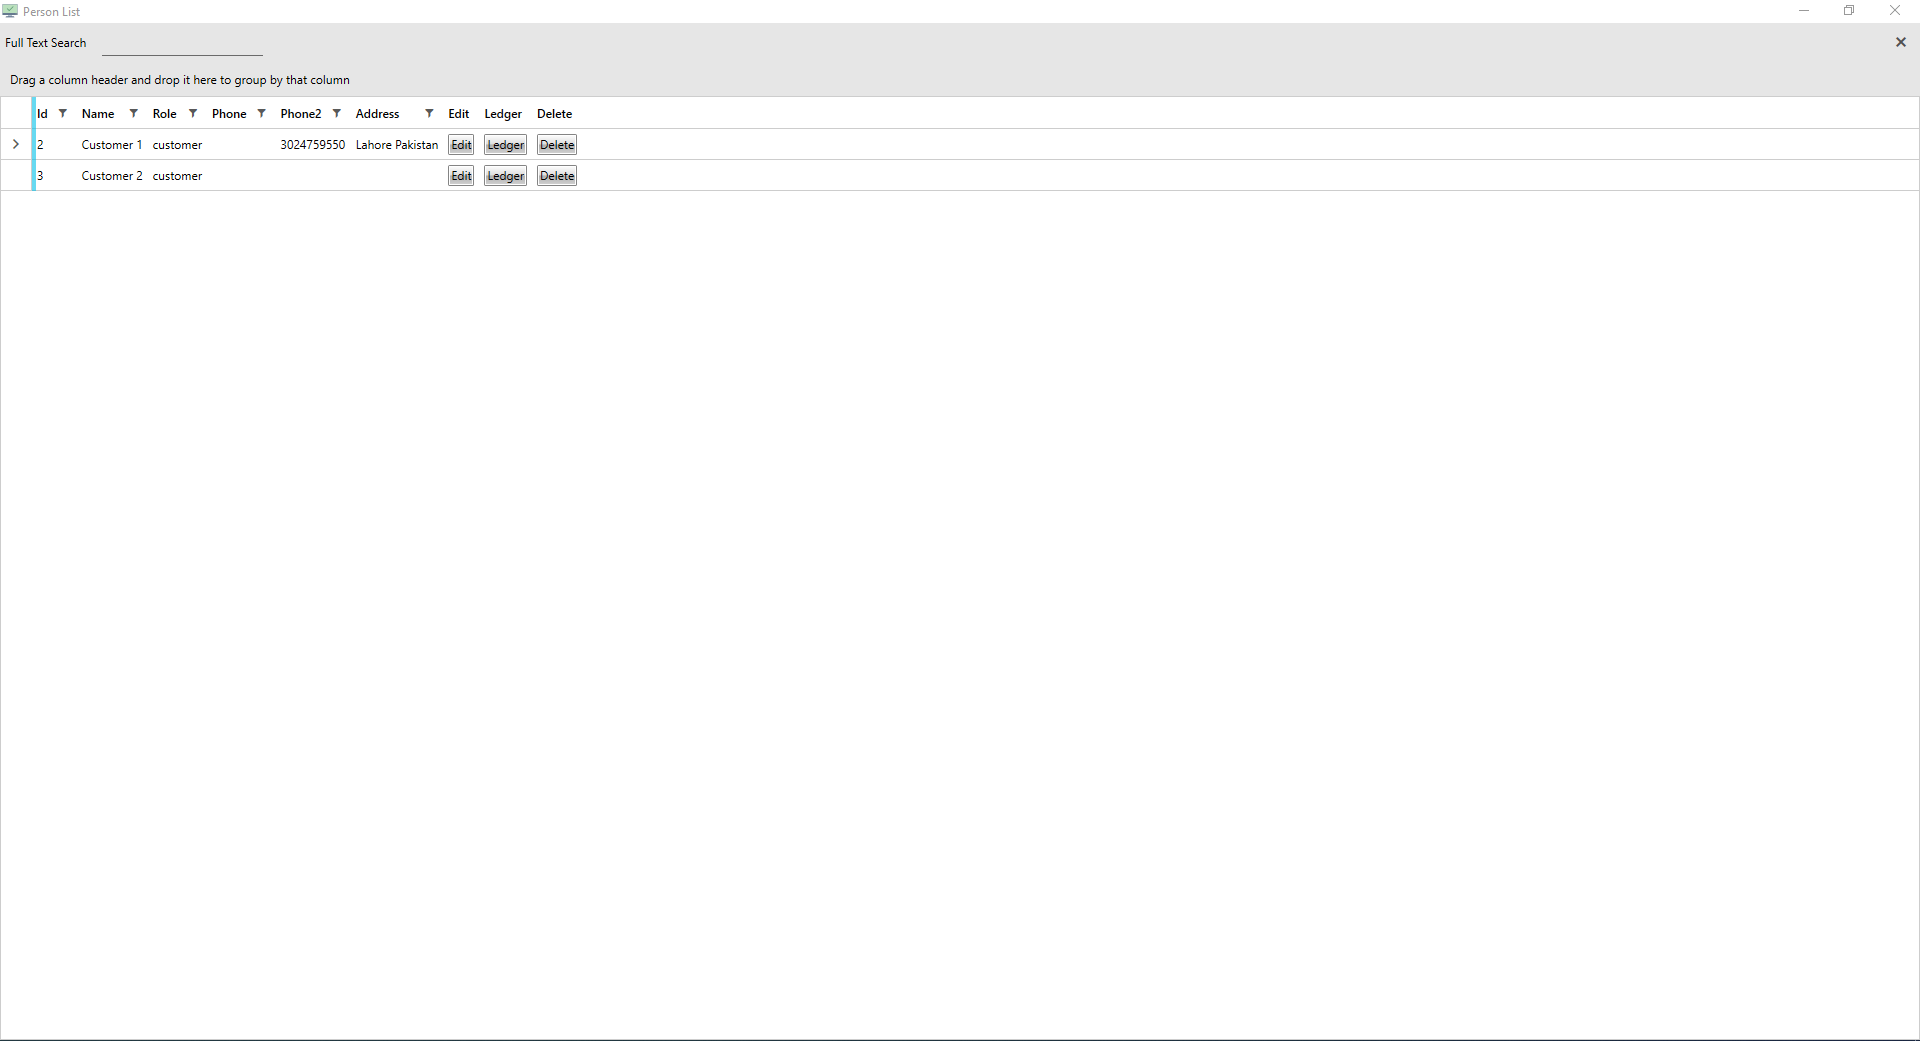 Person List
Full Text Search
Drag a column header and drop it here to group by that column
Id Name Role Phone Phone2 Address Edit Ledger Delete
2 Customer 1 customer 3024759550 Lahore Pakistan Edit Ledger Delete
3 Customer 2 customer Edit Ledger Delete